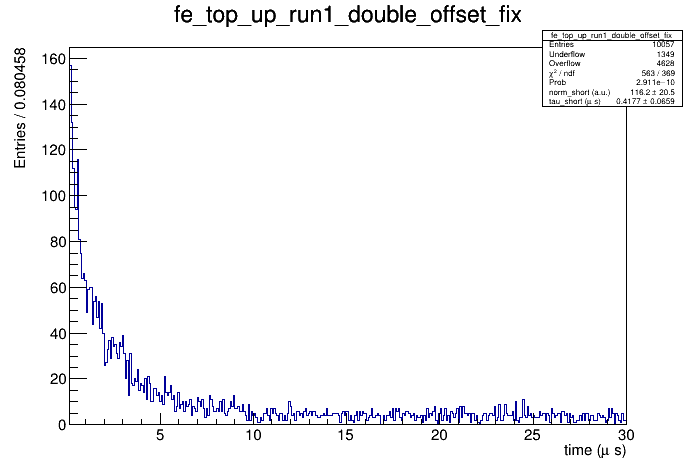 fe_top_up_run1_double_offset_fix
fe_top_up_run1_double_offset_fix
Entries 10057
Underflow 1349
Overflow 4628
χ² / ndf 563 / 369
Prob 2.911e−10
norm_short (a.u.) 116.2 ± 20.5
tau_short (μ s) 0.4177 ± 0.0659
Entries / 0.080458
160
140
120
100
80
60
40
20
0
5 10 15 20 25 30
time (μ s)